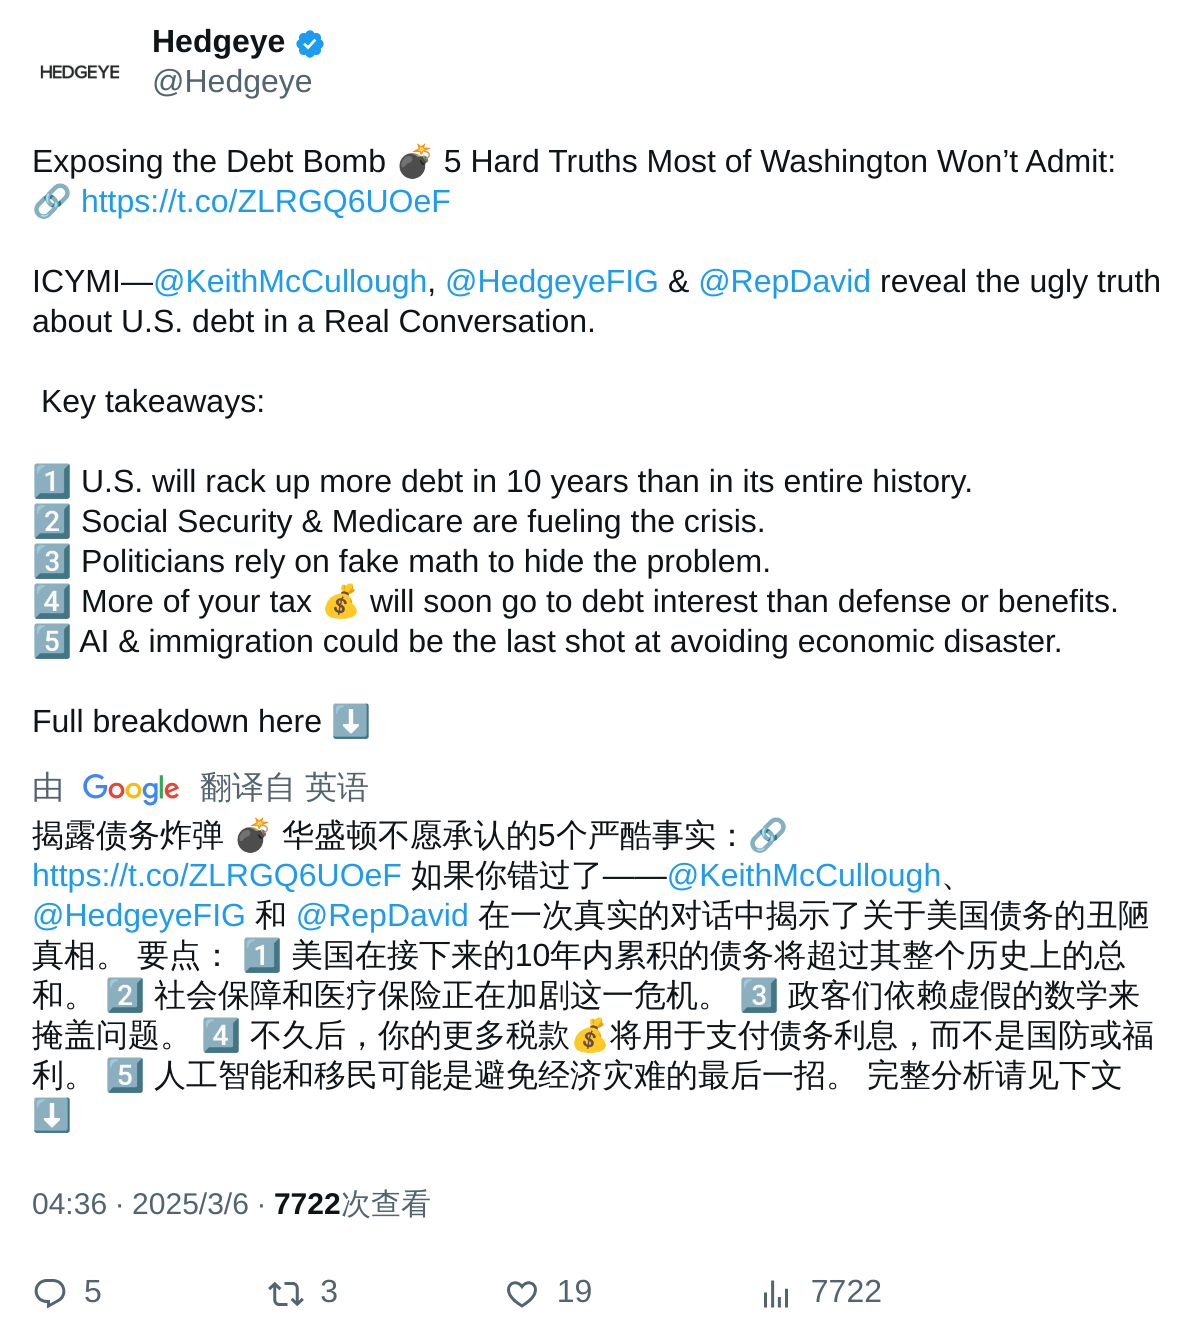 HEDGEYE
Hedgeye
@Hedgeye
Exposing the Debt Bomb 💣 5 Hard Truths Most of Washington Won’t Admit:
🔗 https://t.co/ZLRGQ6UOeF
ICYMI—@KeithMcCullough, @HedgeyeFIG & @RepDavid reveal the ugly truth
about U.S. debt in a Real Conversation.
Key takeaways:
1️⃣ U.S. will rack up more debt in 10 years than in its entire history.
2️⃣ Social Security & Medicare are fueling the crisis.
3️⃣ Politicians rely on fake math to hide the problem.
4️⃣ More of your tax 💰 will soon go to debt interest than defense or benefits.
5️⃣ AI & immigration could be the last shot at avoiding economic disaster.
Full breakdown here ⬇️
由 Google 翻译自 英语
揭露债务炸弹 💣 华盛顿不愿承认的5个严酷事实：🔗
https://t.co/ZLRGQ6UOeF 如果你错过了——@KeithMcCullough、
@HedgeyeFIG 和 @RepDavid 在一次真实的对话中揭示了关于美国债务的丑陋
真相。 要点： 1️⃣ 美国在接下来的10年内累积的债务将超过其整个历史上的总
和。 2️⃣ 社会保障和医疗保险正在加剧这一危机。 3️⃣ 政客们依赖虚假的数学来
掩盖问题。 4️⃣ 不久后，你的更多税款💰将用于支付债务利息，而不是国防或福
利。 5️⃣ 人工智能和移民可能是避免经济灾难的最后一招。 完整分析请见下文
⬇️
04:36 · 2025/3/6 · 7722次查看
5 3 19 7722